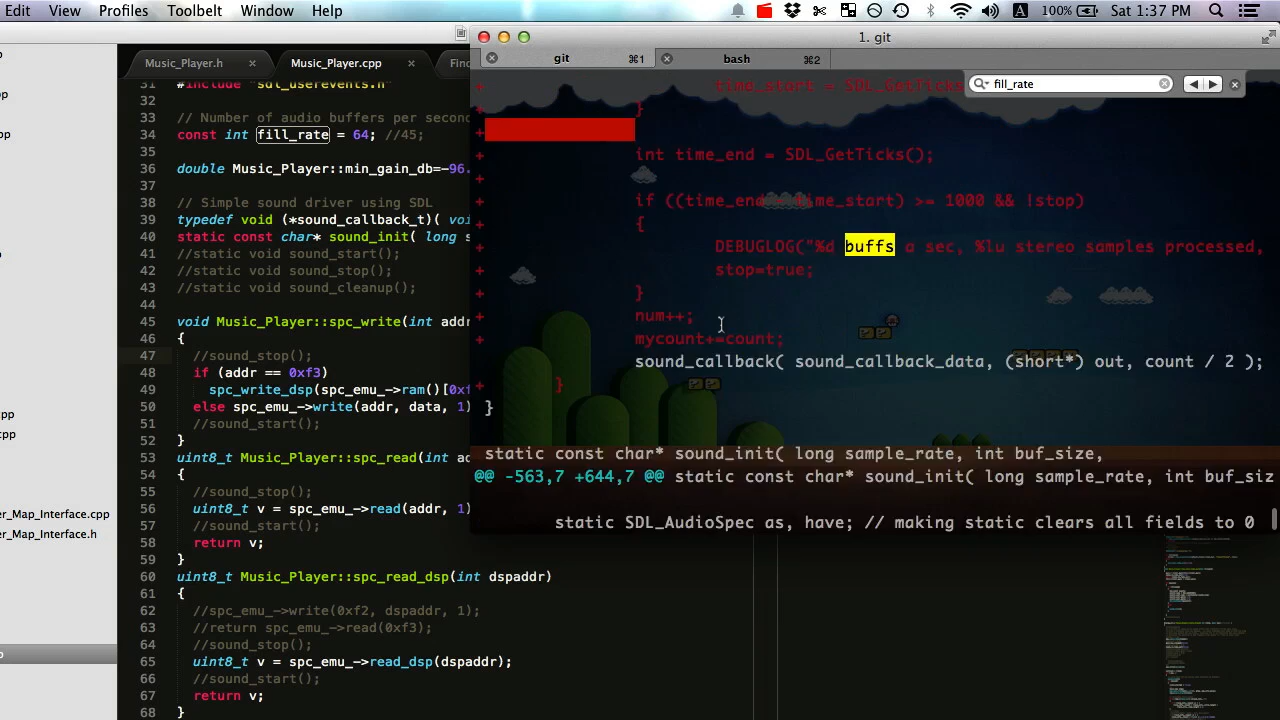 Edit View Projects Preferences Toolbelt Window Help
A 100% Sat 1:37 PM
1. git
Music_Player.h Music_Player.cpp
git ⌘1 bash ⌘2
fill_rate
31 #include "sdl_userevents.h"
32
33 // Number of audio buffers per second
34 const int fill_rate = 64; //45;
35
36 double Music_Player::min_gain_db=-96.
37
38 // Simple sound driver using SDL
39 typedef void (*sound_callback_t)(
40 static const char* sound_init( long s
41 //static void sound_start();
42 //static void sound_stop();
43 //static void sound_cleanup();
44
45 void Music_Player::spc_write(int addr
46 {
47 //sound_stop();
48 if (addr == 0xf3)
49 spc_write_dsp(spc_emu_->ram()[0xf
50 else spc_emu_->write(addr, data, 1)
51 //sound_start();
52 }
53 uint8_t Music_Player::spc_read(int ad
54 {
55 //sound_stop();
56 uint8_t v = spc_emu_->read(addr, 1)
57 //sound_start();
58 return v;
59 }
60 uint8_t Music_Player::spc_read_dsp(int dspaddr)
61 {
62 //spc_emu_->write(0xf2, dspaddr, 1);
63 //return spc_emu_->read(0xf3);
64 //sound_stop();
65 uint8_t v = spc_emu_->read_dsp(dspaddr);
66 //sound_start();
67 return v;
68 }
+ time_start = SDL_GetTicks
+ }
+
+ int time_end = SDL_GetTicks();
+
+ if ((time_end - time_start) >= 1000 && !stop)
+ {
+ DEBUGLOG("%d buffs a sec, %lu stereo samples processed,
+ stop=true;
+ }
+ num++;
+ mycount+=count;
sound_callback( sound_callback_data, (short*) out, count / 2 );
+ }
}
static const char* sound_init( long sample_rate, int buf_size,
@@ -563,7 +644,7 @@ static const char* sound_init( long sample_rate, int buf_siz
static SDL_AudioSpec as, have; // making static clears all fields to 0
er_Map_Interface.cpp
er_Map_Interface.h